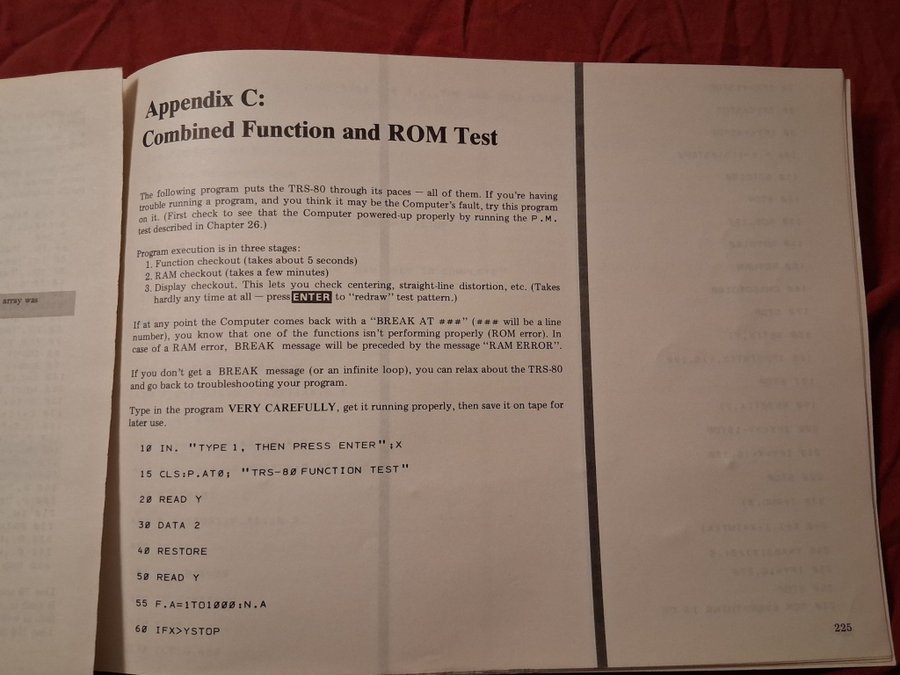 array was
Appendix C:
Combined Function and ROM Test
The following program puts the TRS-80 through its paces — all of them. If you're having
trouble running a program, and you think it may be the Computer's fault, try this program
on it. (First check to see that the Computer powered-up properly by running the P.M.
test described in Chapter 26.)
Program execution is in three stages:
1. Function checkout (takes about 5 seconds)
2. RAM checkout (takes a few minutes)
3. Display checkout. This lets you check centering, straight-line distortion, etc. (Takes
hardly any time at all — press ENTER to "redraw" test pattern.)
If at any point the Computer comes back with a "BREAK AT ###" (### will be a line
number), you know that one of the functions isn't performing properly (ROM error). In
case of a RAM error, BREAK message will be preceded by the message "RAM ERROR".
If you don't get a BREAK message (or an infinite loop), you can relax about the TRS-80
and go back to troubleshooting your program.
Type in the program VERY CAREFULLY, get it running properly, then save it on tape for
later use.
10 IN. "TYPE 1, THEN PRESS ENTER";X
15 CLS:P.AT0; "TRS-80 FUNCTION TEST"
20 READ Y
30 DATA 2
40 RESTORE
50 READ Y
55 F.A=1TO1000:N.A
60 IFX>YSTOP
225